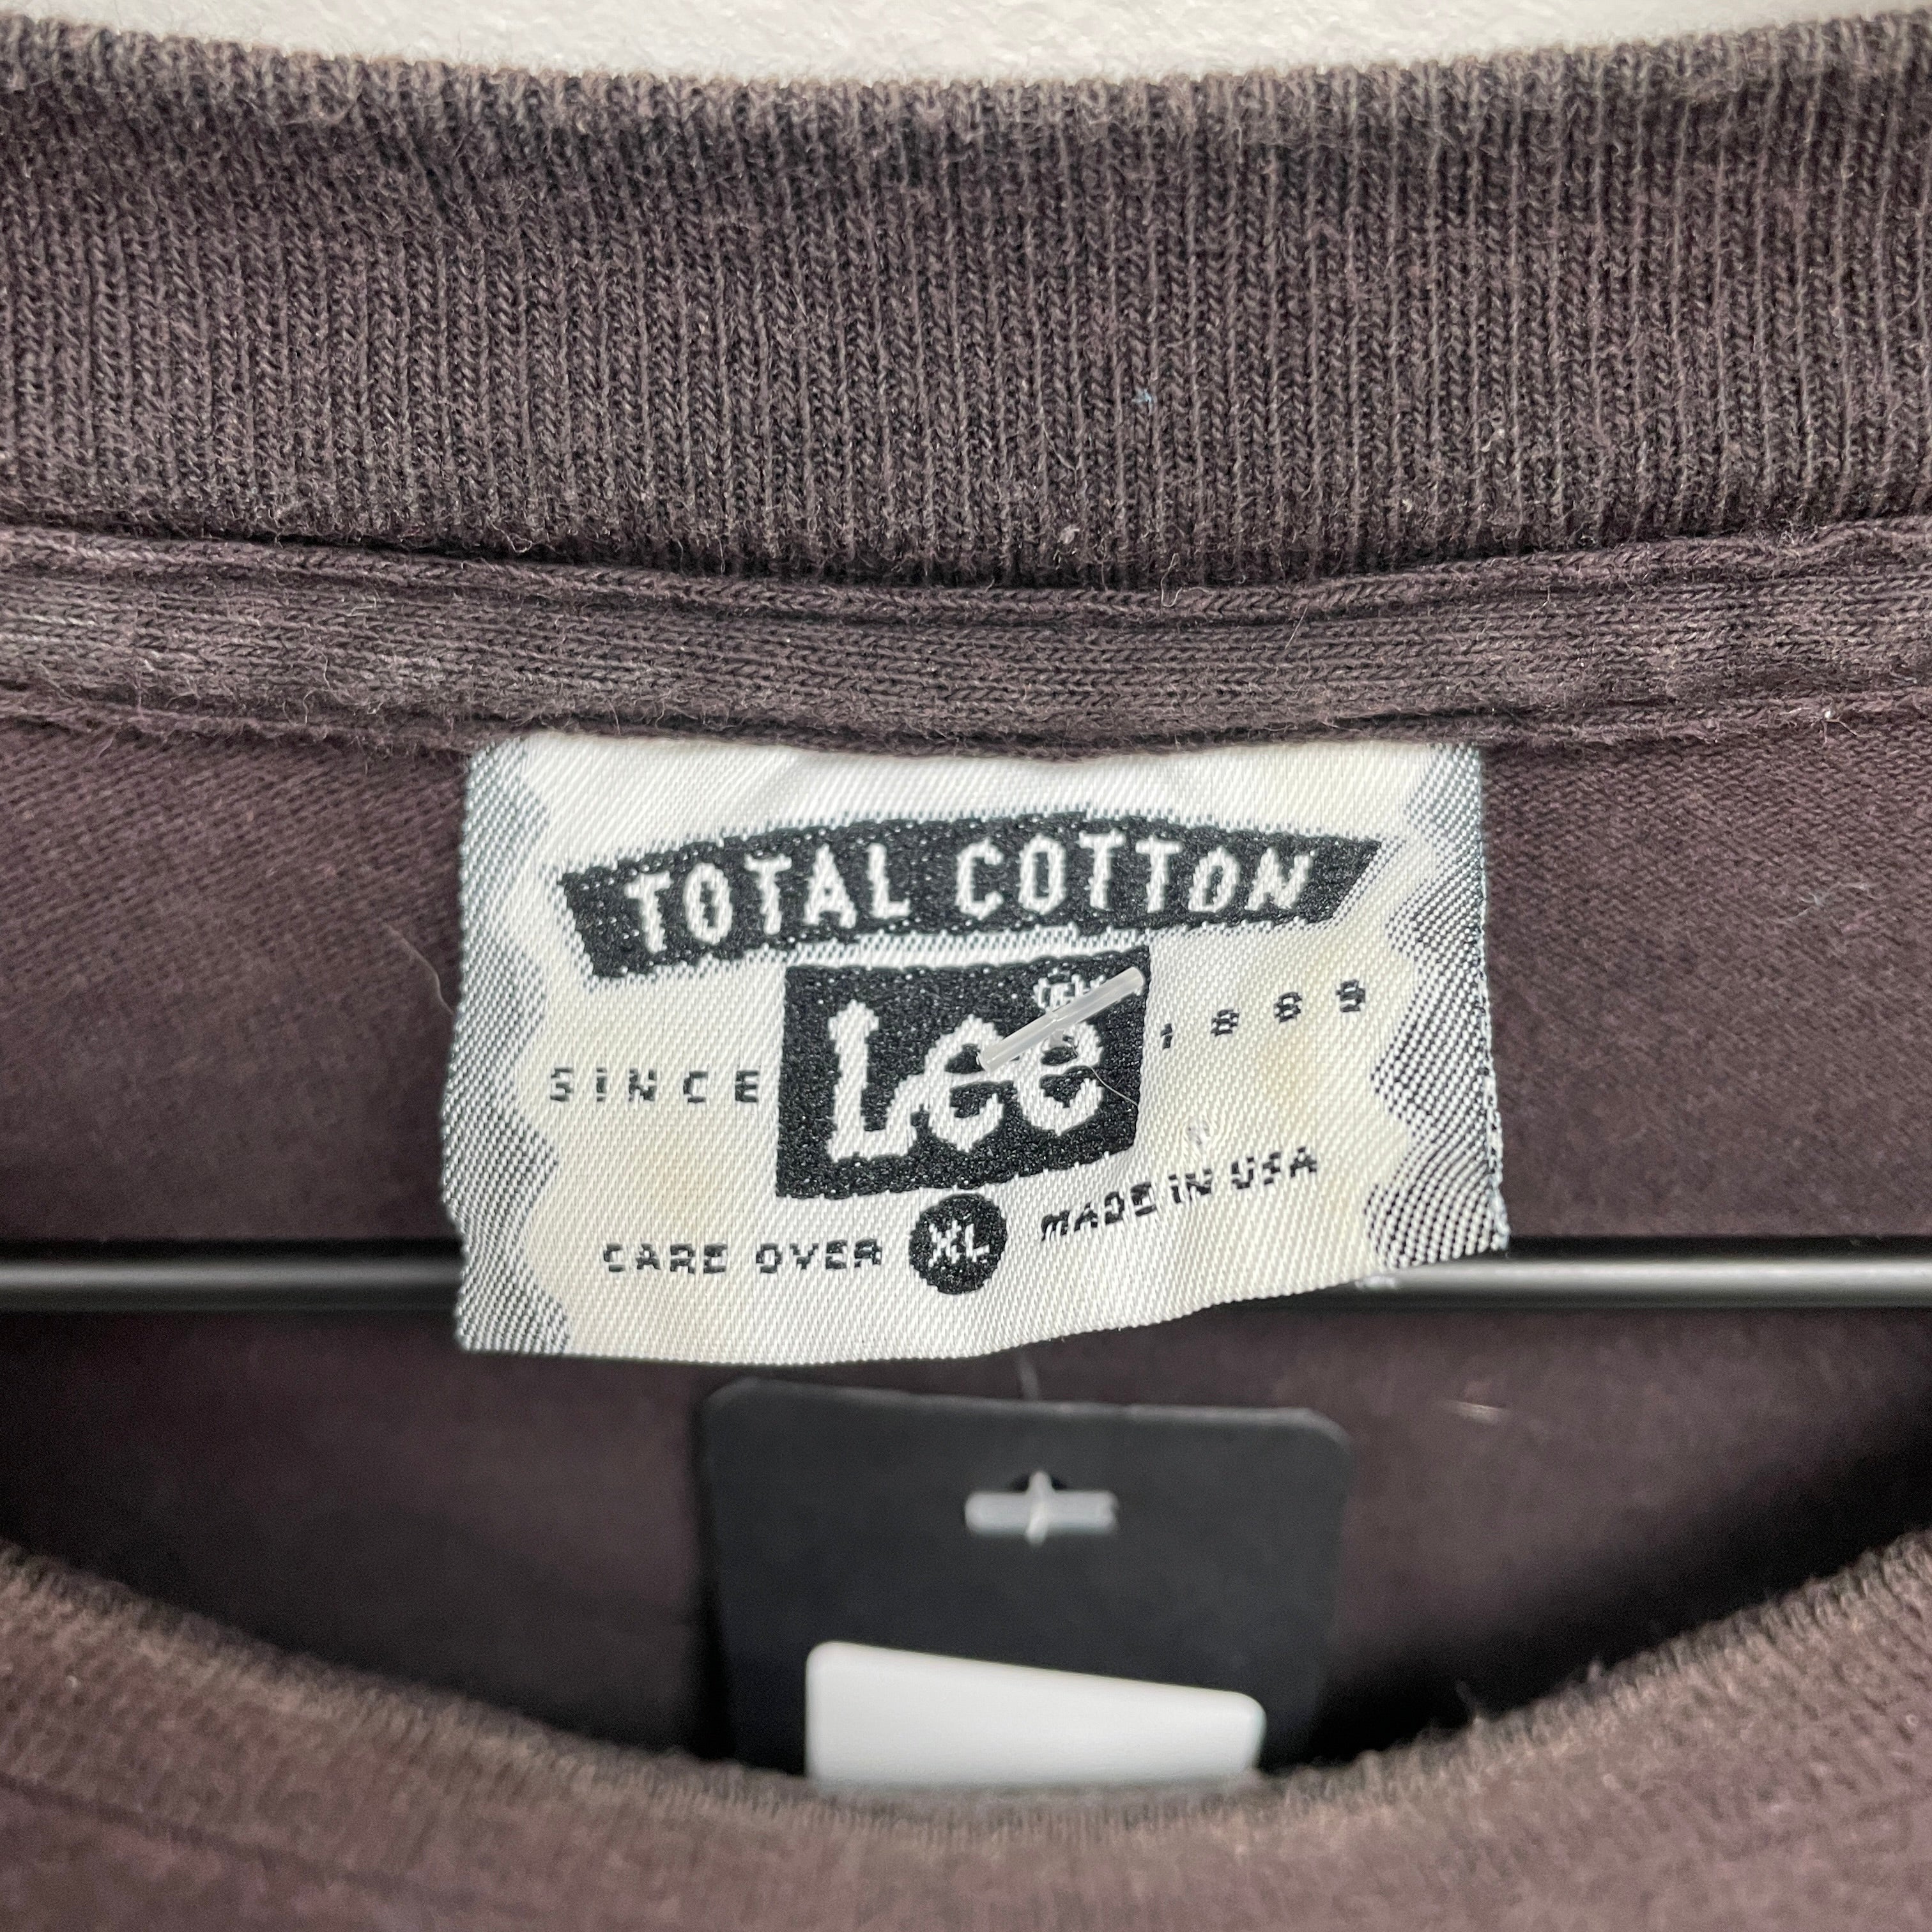 TOTAL COTTON
SINCE Lee® 1889
CARE OVER XL MADE IN USA